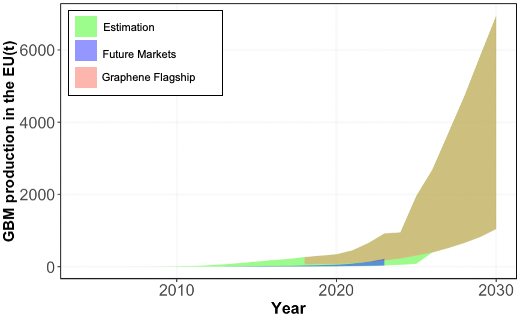 Estimation
Future Markets
Graphene Flagship
GBM production in the EU(t)
6000
4000
2000
0
2010
2020
2030
Year